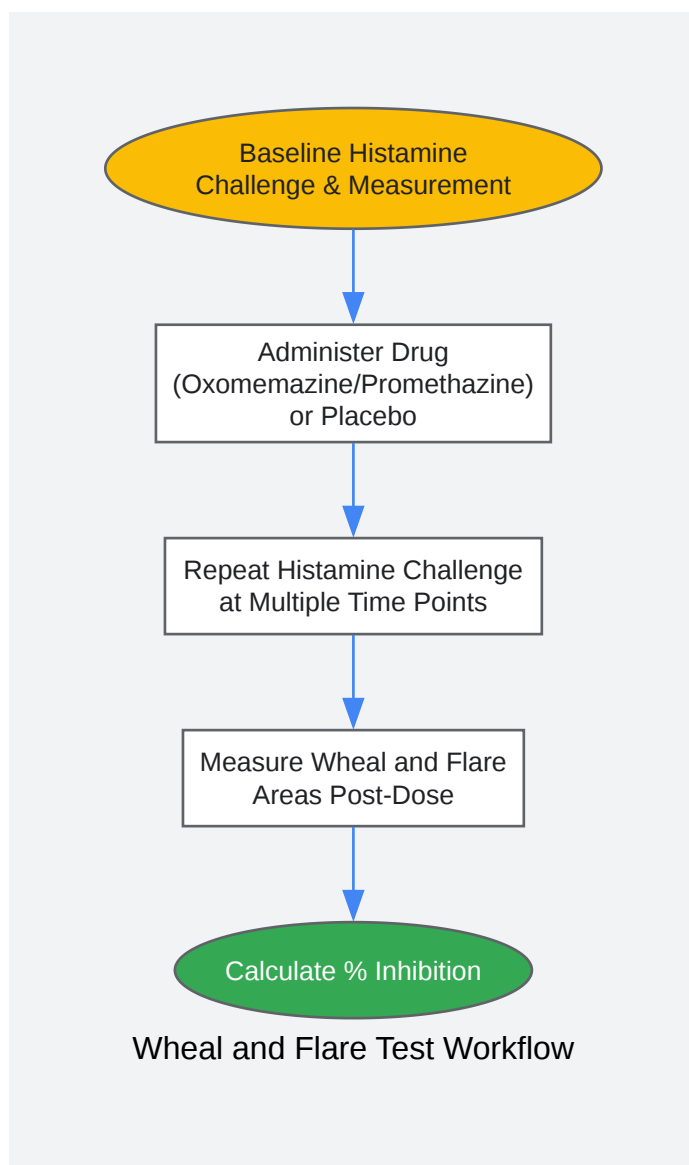 Baseline Histamine
Challenge & Measurement
Administer Drug
(Oxomemazine/Promethazine)
or Placebo
Repeat Histamine Challenge
at Multiple Time Points
Measure Wheal and Flare
Areas Post-Dose
Calculate % Inhibition
Wheal and Flare Test Workflow